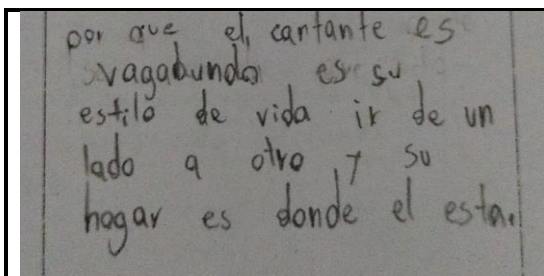 por que el cantante es
vagabundo es su
estilo de vida ir de un
lado a otro y su
hogar es donde el esta.